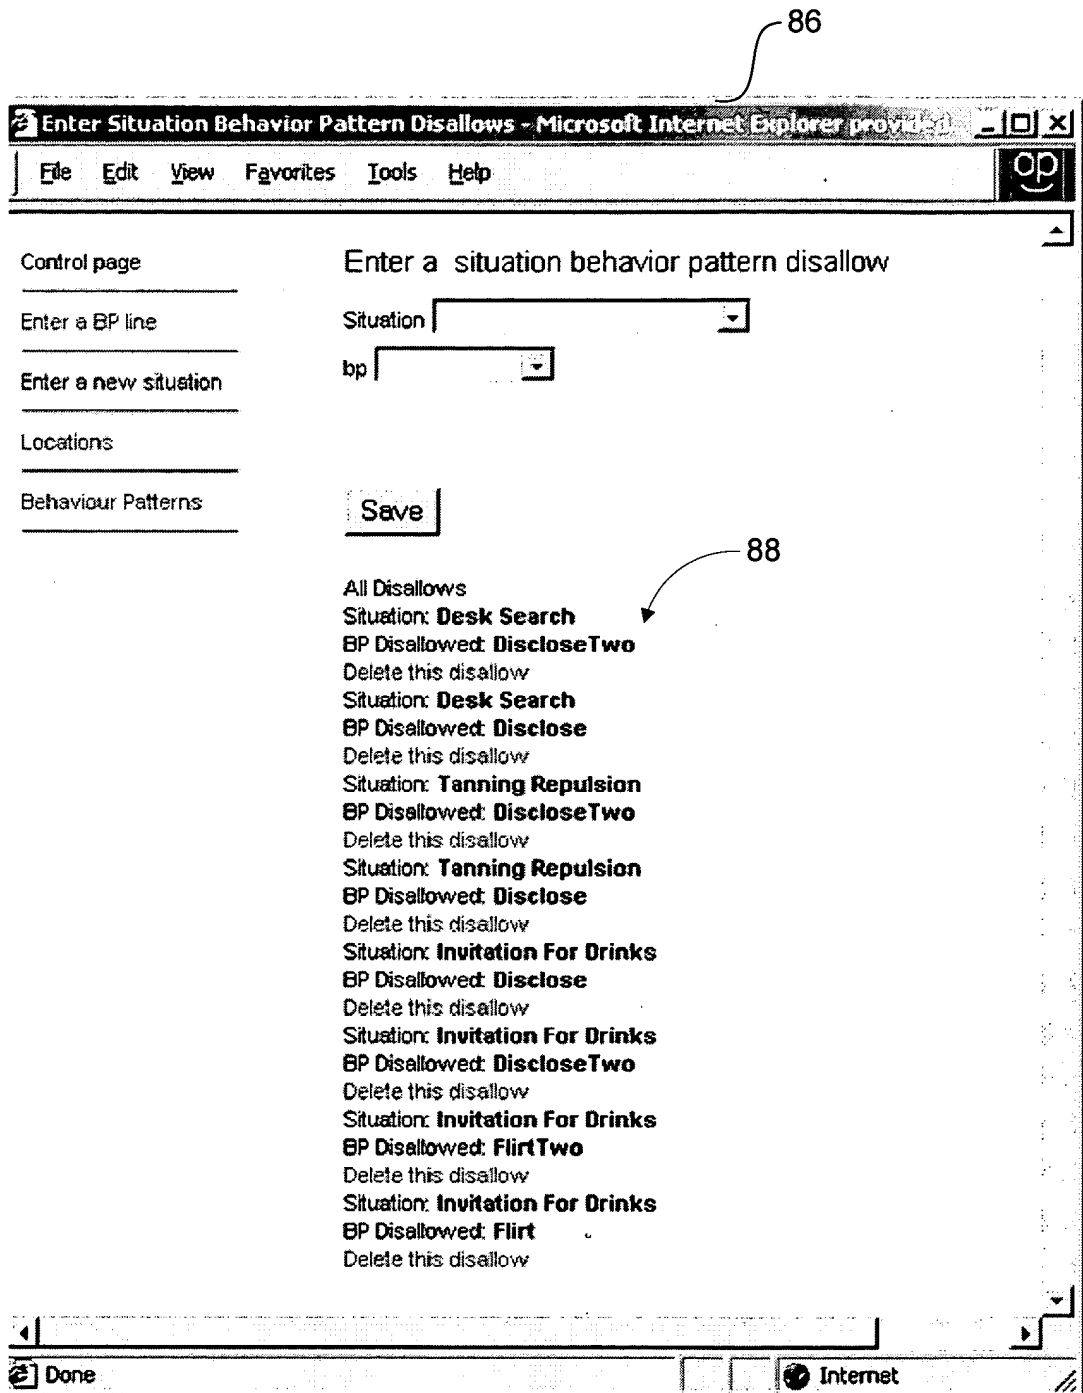 86
Enter Situation Behavior Pattern Disallows - Microsoft Internet Explorer provided
File Edit View Favorites Tools Help
op
Control page
Enter a BP line
Enter a new situation
Locations
Behaviour Patterns
Enter a situation behavior pattern disallow
Situation
bp
Save
88
All Disallows
Situation: Desk Search
BP Disallowed: DiscloseTwo
Delete this disallow
Situation: Desk Search
BP Disallowed: Disclose
Delete this disallow
Situation: Tanning Repulsion
BP Disallowed: DiscloseTwo
Delete this disallow
Situation: Tanning Repulsion
BP Disallowed: Disclose
Delete this disallow
Situation: Invitation For Drinks
BP Disallowed: Disclose
Delete this disallow
Situation: Invitation For Drinks
BP Disallowed: DiscloseTwo
Delete this disallow
Situation: Invitation For Drinks
BP Disallowed: FlirtTwo
Delete this disallow
Situation: Invitation For Drinks
BP Disallowed: Flirt
Delete this disallow
Done
Internet